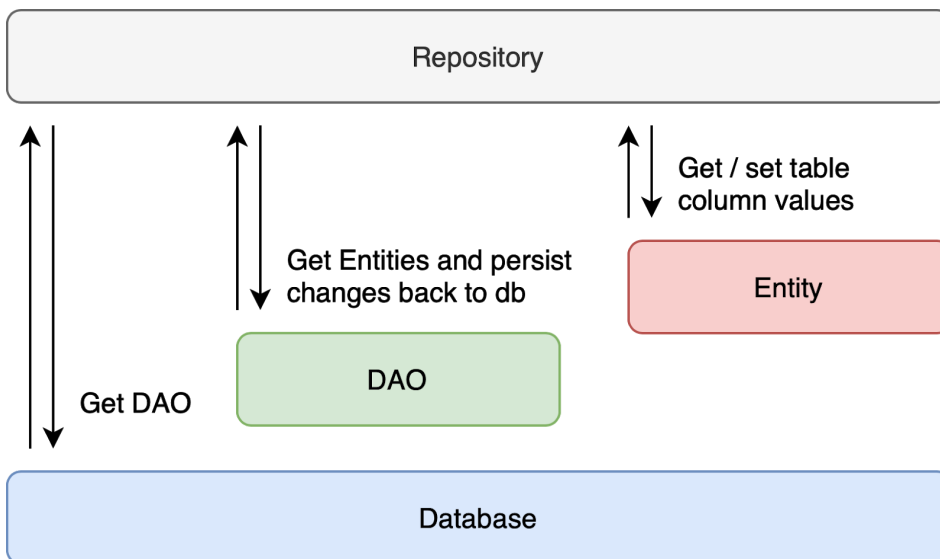 Repository
Get / set table
column values
Get Entities and persist
changes back to db
Entity
DAO
Get DAO
Database